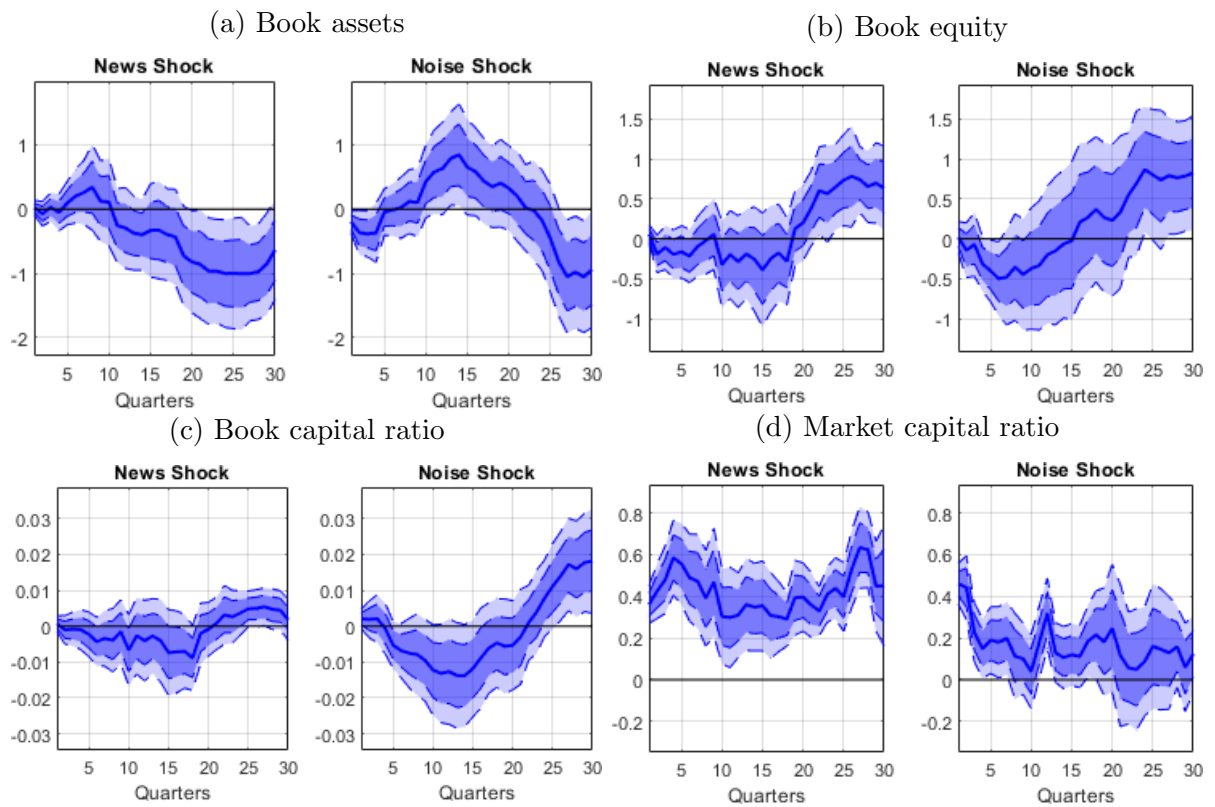 (a) Book assets
News Shock
1
0
-1
-2
5 10 15 20 25 30
Quarters
Noise Shock
1
0
-1
-2
5 10 15 20 25 30
Quarters
(b) Book equity
News Shock
1.5
1
0.5
0
-0.5
-1
5 10 15 20 25 30
Quarters
Noise Shock
1.5
1
0.5
0
-0.5
-1
5 10 15 20 25 30
Quarters
(c) Book capital ratio
News Shock
0.03
0.02
0.01
0
-0.01
-0.02
-0.03
5 10 15 20 25 30
Quarters
Noise Shock
0.03
0.02
0.01
0
-0.01
-0.02
-0.03
5 10 15 20 25 30
Quarters
(d) Market capital ratio
News Shock
0.8
0.6
0.4
0.2
0
-0.2
5 10 15 20 25 30
Quarters
Noise Shock
0.8
0.6
0.4
0.2
0
-0.2
5 10 15 20 25 30
Quarters